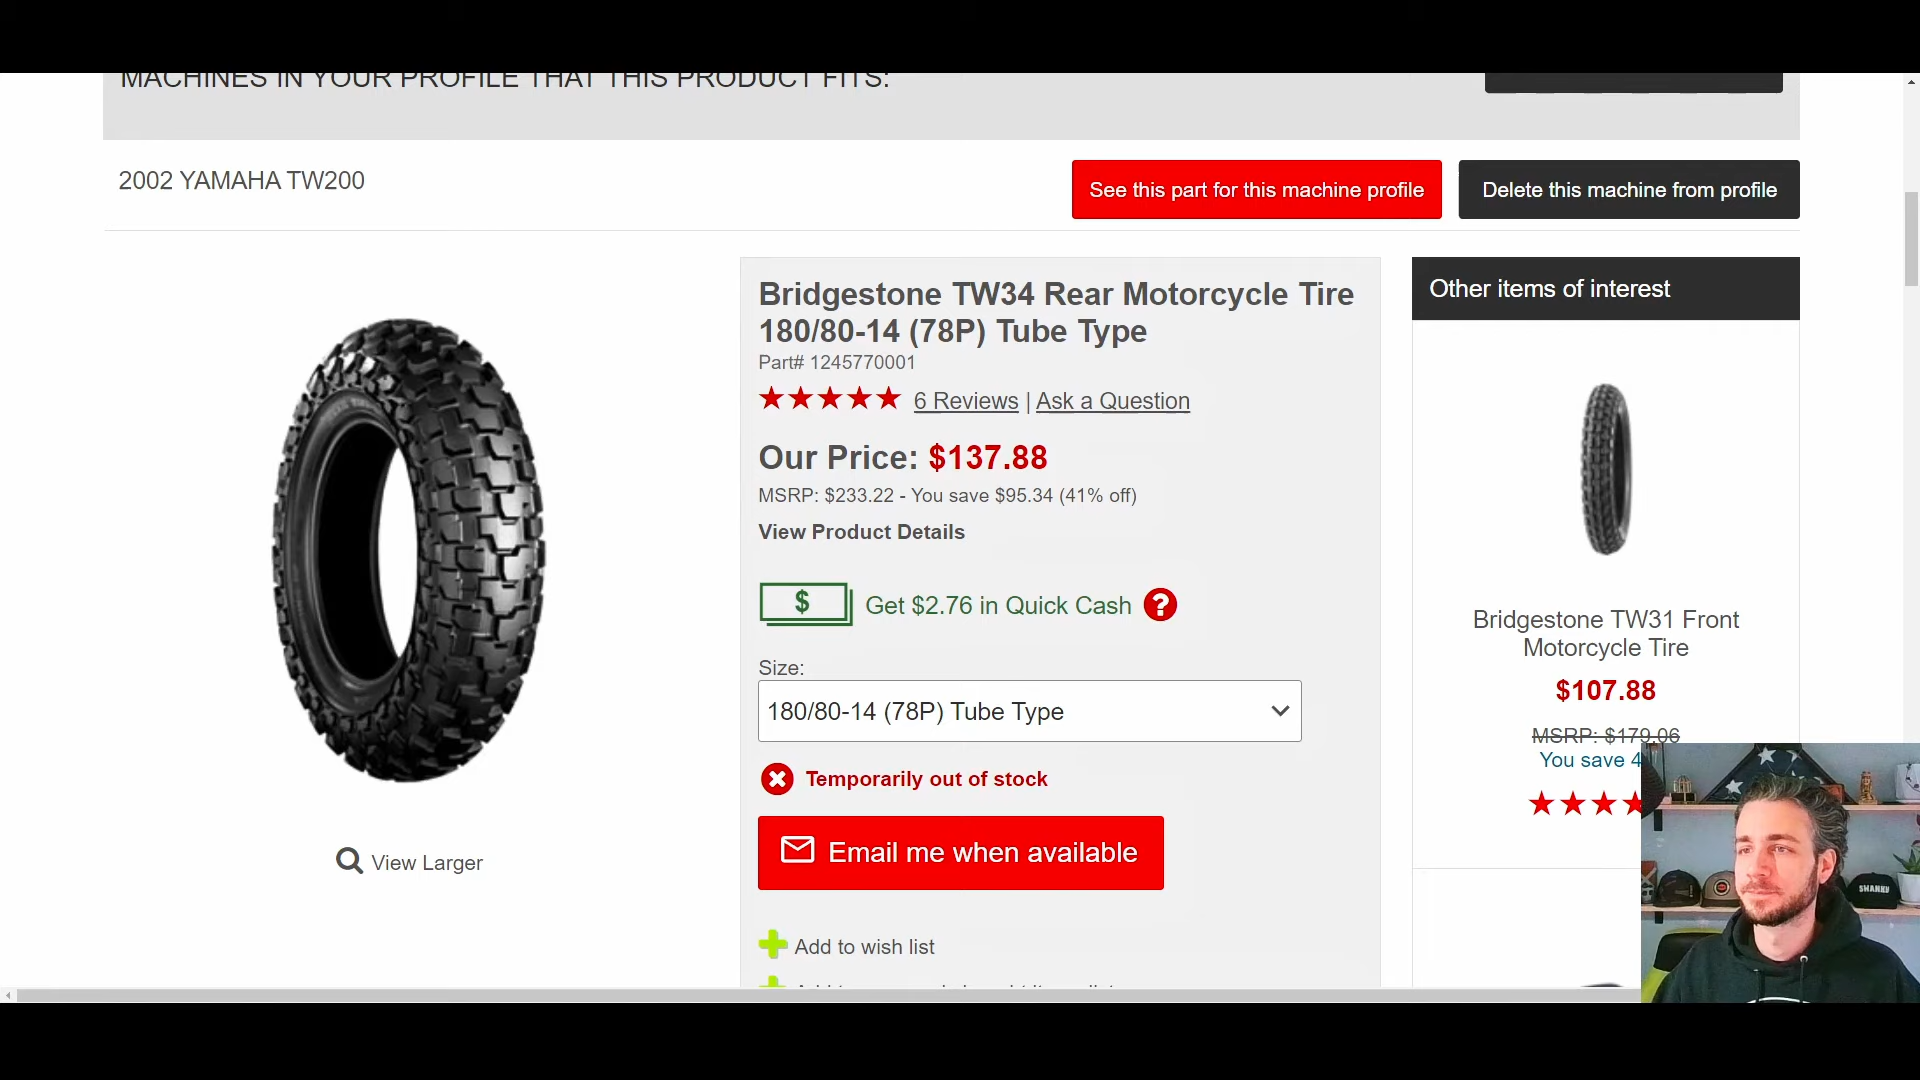 MACHINES IN YOUR PROFILE THAT THIS PRODUCT FITS:
2002 YAMAHA TW200
See this part for this machine profile
Delete this machine from profile
Bridgestone TW34 Rear Motorcycle Tire
180/80-14 (78P) Tube Type
Part# 1245770001
6 Reviews | Ask a Question
Our Price: $137.88
MSRP: $233.22 - You save $95.34 (41% off)
View Product Details
$ Get $2.76 in Quick Cash ?
Size:
180/80-14 (78P) Tube Type
Temporarily out of stock
Email me when available
Add to wish list
View Larger
Other items of interest
Bridgestone TW31 Front
Motorcycle Tire
$107.88
MSRP: $179.06
You save 4